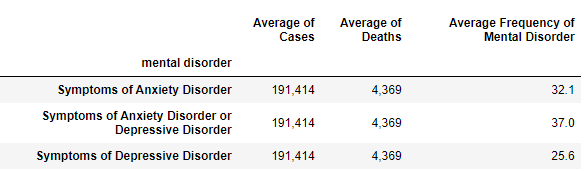 Average of Cases Average of Deaths Average Frequency of Mental Disorder
mental disorder
Symptoms of Anxiety Disorder 191,414 4,369 32.1
Symptoms of Anxiety Disorder or Depressive Disorder 191,414 4,369 37.0
Symptoms of Depressive Disorder 191,414 4,369 25.6